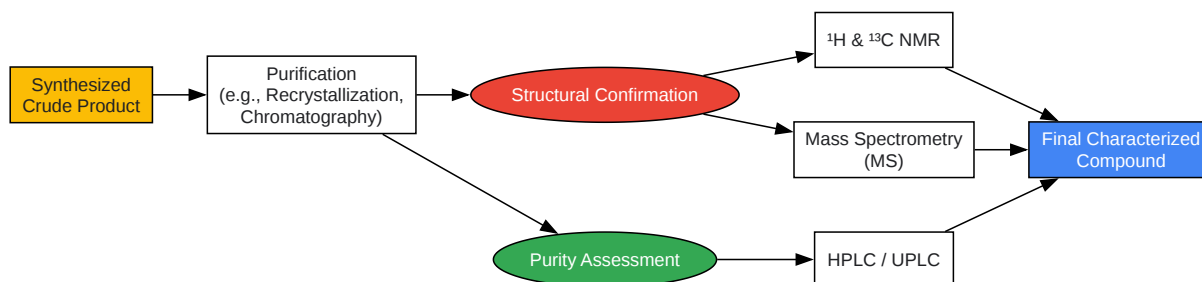 Synthesized
Crude Product
Purification
(e.g., Recrystallization,
Chromatography)
Structural Confirmation
¹H & ¹³C NMR
Mass Spectrometry
(MS)
Final Characterized
Compound
Purity Assessment
HPLC / UPLC